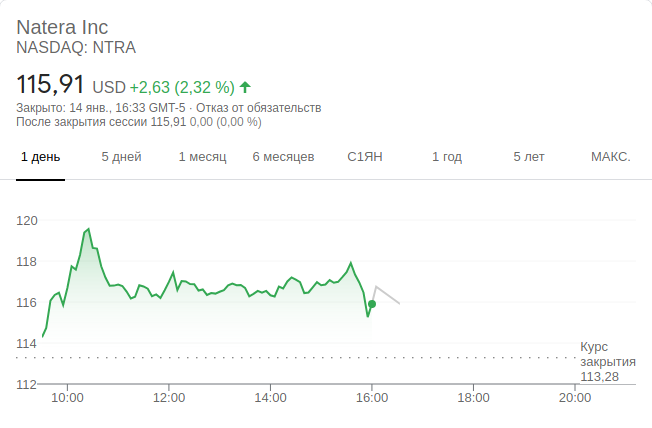 Natera Inc
NASDAQ: NTRA
115,91 USD +2,63 (2,32 %)
Закрыто: 14 янв., 16:33 GMT-5 · Отказ от обязательств
После закрытия сессии 115,91 0,00 (0,00 %)
1 день 5 дней 1 месяц 6 месяцев С1ЯН 1 год 5 лет МАКС.
120
118
116
114
Курс
закрытия
113,28
112
10:00 12:00 14:00 16:00 18:00 20:00